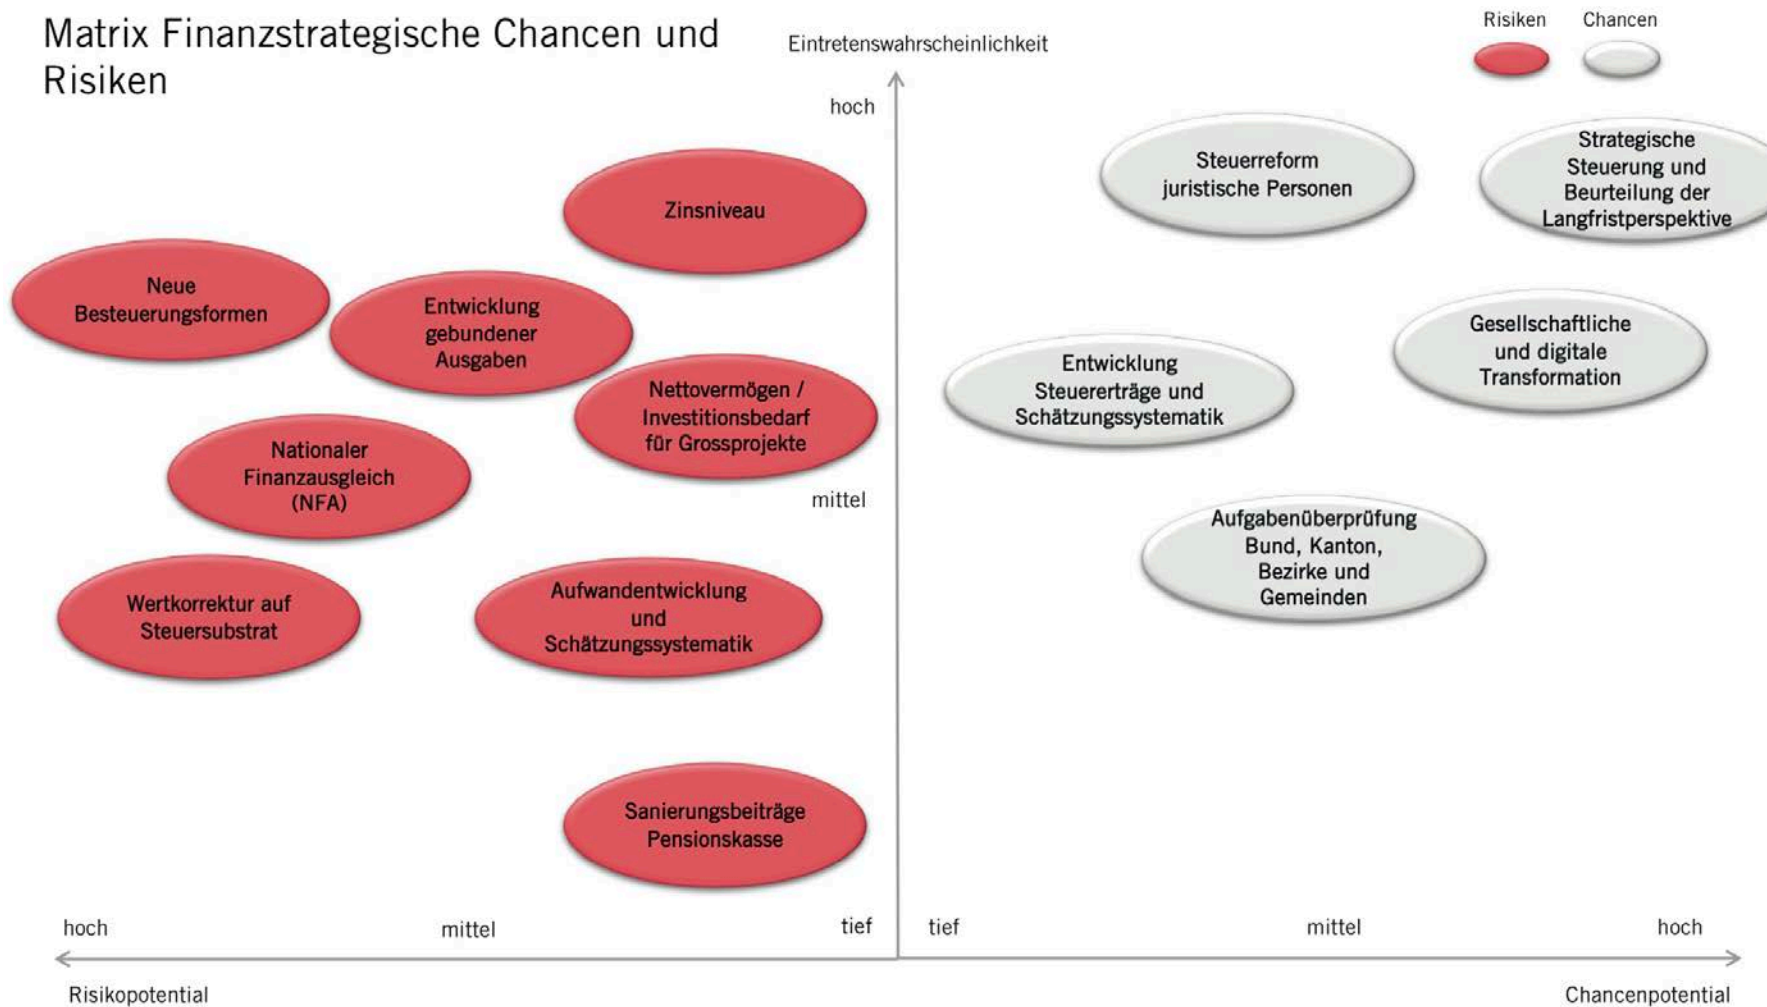 Matrix Finanzstrategische Chancen und
Risiken
Eintretenswahrscheinlichkeit
Risiken
Chancen
hoch
Zinsniveau
Steuerreform
juristische Personen
Strategische
Steuerung und
Beurteilung der
Langfristperspektive
Neue
Besteuerungsformen
Entwicklung
gebundener
Ausgaben
Gesellschaftliche
und digitale
Transformation
Nettovermögen /
Investitionsbedarf
für Grossprojekte
Entwicklung
Steuererträge und
Schätzungssystematik
Nationaler
Finanzausgleich
(NFA)
mittel
Aufgabenüberprüfung
Bund, Kanton,
Bezirke und
Gemeinden
Wertkorrektur auf
Steuersubstrat
Aufwandentwicklung
und
Schätzungssystematik
Sanierungsbeiträge
Pensionskasse
hoch
mittel
tief
tief
mittel
hoch
Risikopotential
Chancenpotential